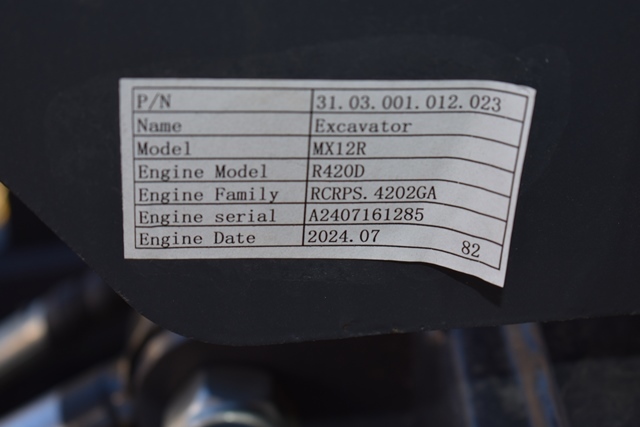 P/N 31.03.001.012.023
Name Excavator
Model MX12R
Engine Model R420D
Engine Family RCRPS.4202GA
Engine serial A2407161285
Engine Date 2024.07 82